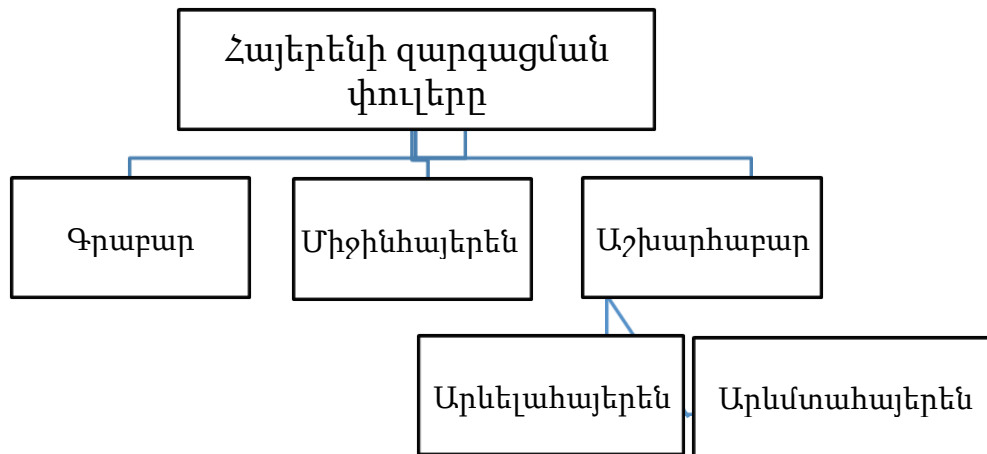 Հայերենի զարգացման
փուլերը
Գրաբար
Միջինհայերեն
Աշխարհաբար
Արևելահայերեն
Արևմտահայերեն